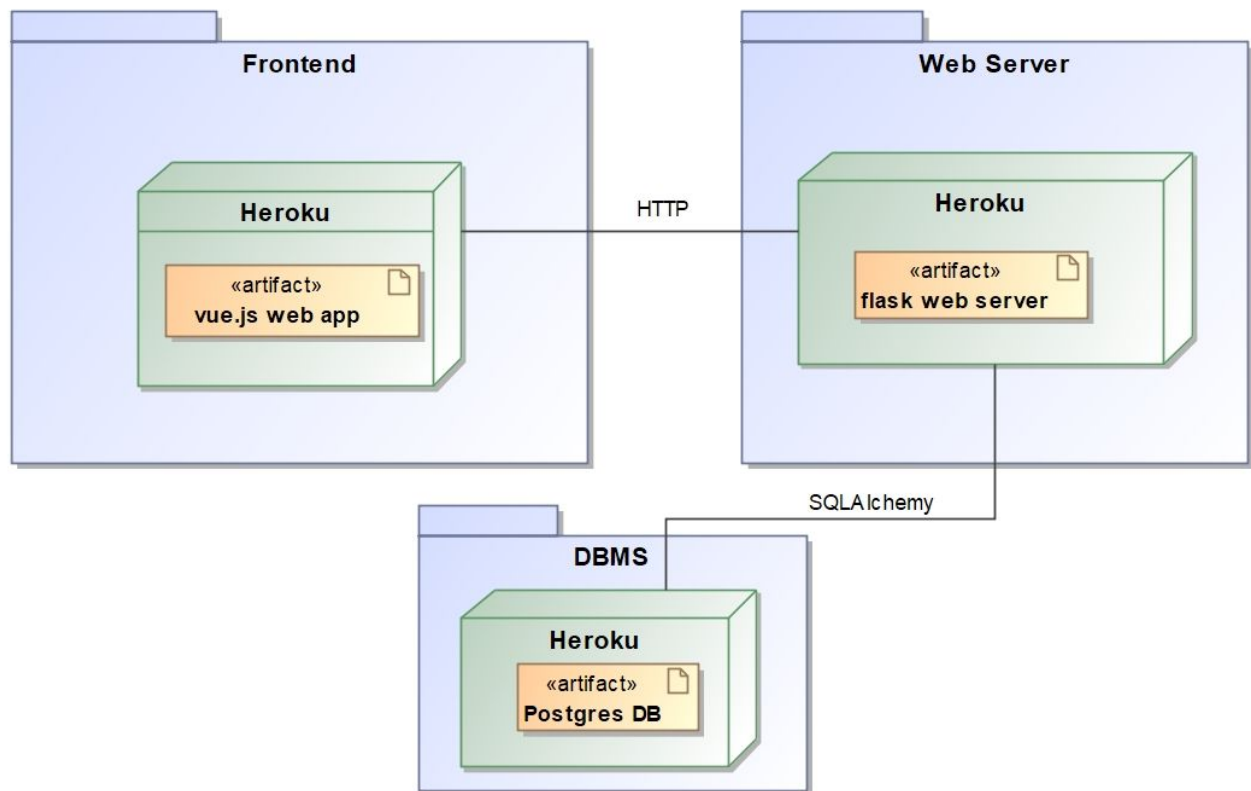 Frontend
Heroku
«artifact»
vue.js web app
HTTP
Web Server
Heroku
«artifact»
flask web server
SQLAlchemy
DBMS
Heroku
«artifact»
Postgres DB